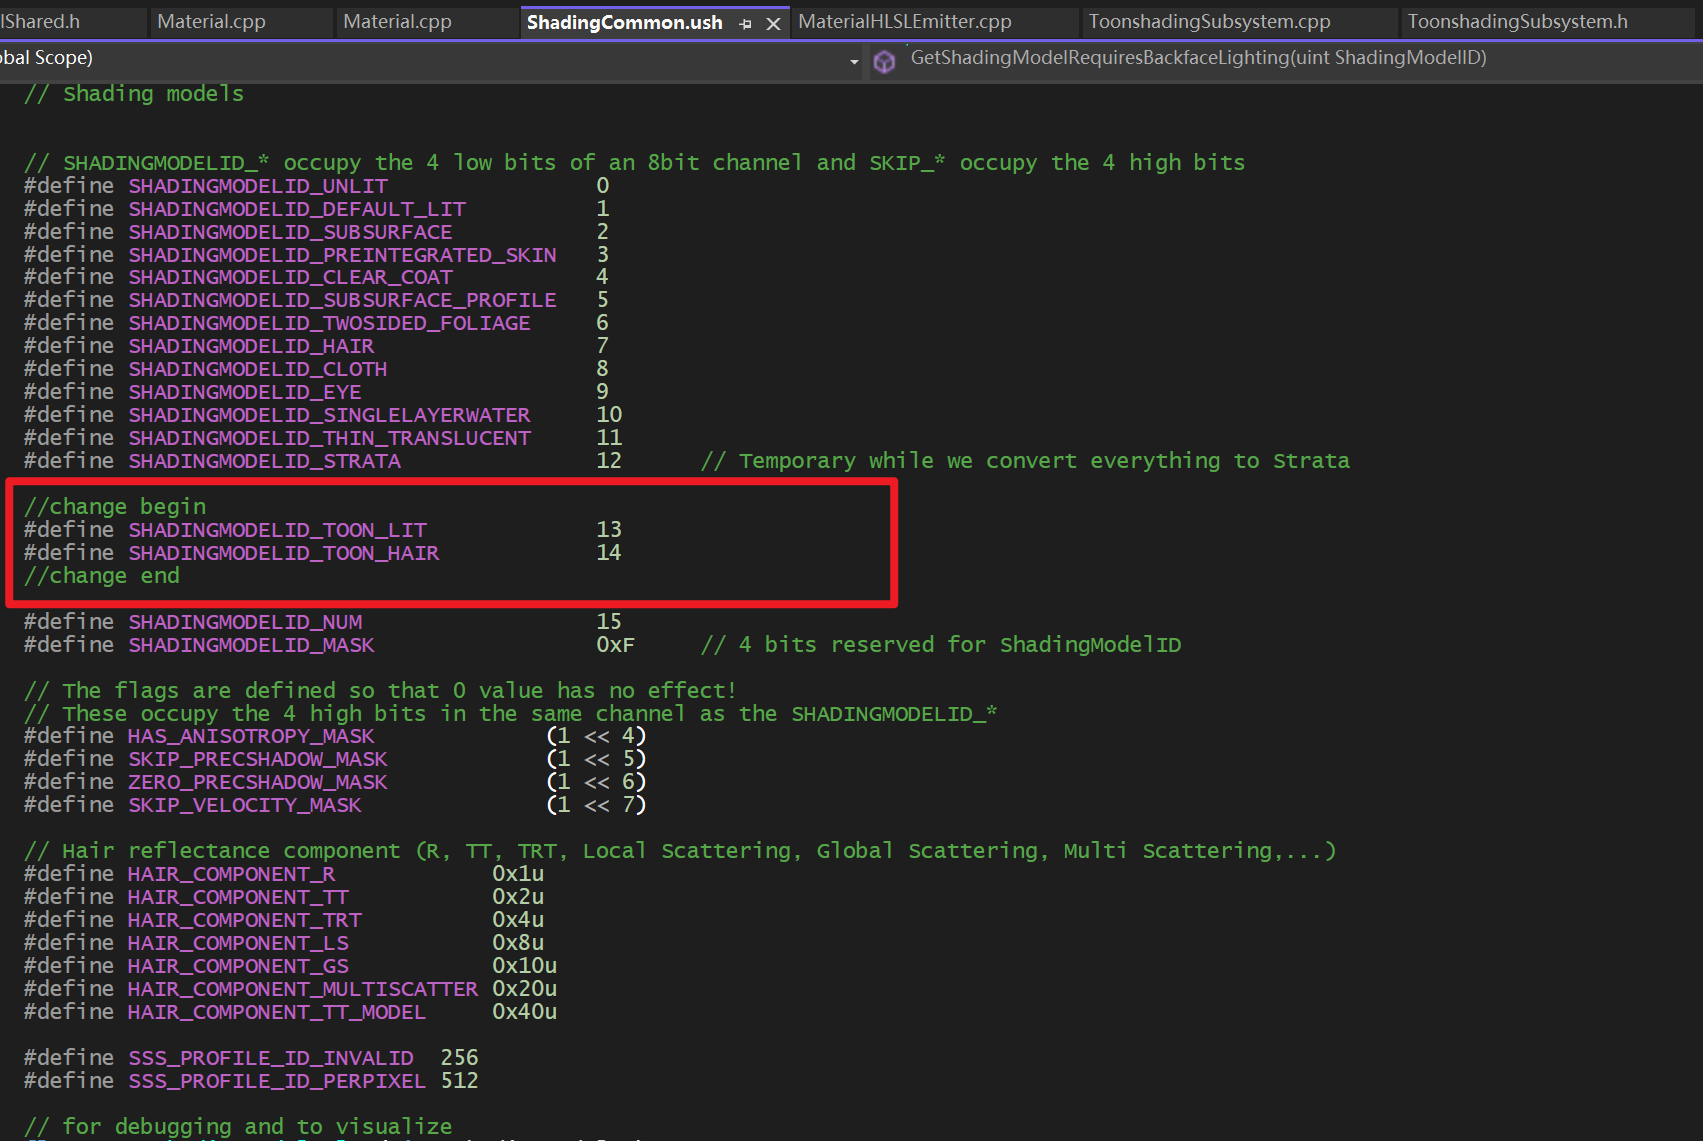 lShared.h Material.cpp Material.cpp ShadingCommon.ush MaterialHLSLEmitter.cpp ToonshadingSubsystem.cpp ToonshadingSubsystem.h
obal Scope) GetShadingModelRequiresBackfaceLighting(uint ShadingModelID)
// Shading models
// SHADINGMODELID_* occupy the 4 low bits of an 8bit channel and SKIP_* occupy the 4 high bits
#define SHADINGMODELID_UNLIT 0
#define SHADINGMODELID_DEFAULT_LIT 1
#define SHADINGMODELID_SUBSURFACE 2
#define SHADINGMODELID_PREINTEGRATED_SKIN 3
#define SHADINGMODELID_CLEAR_COAT 4
#define SHADINGMODELID_SUBSURFACE_PROFILE 5
#define SHADINGMODELID_TWOSIDED_FOLIAGE 6
#define SHADINGMODELID_HAIR 7
#define SHADINGMODELID_CLOTH 8
#define SHADINGMODELID_EYE 9
#define SHADINGMODELID_SINGLELAYERWATER 10
#define SHADINGMODELID_THIN_TRANSLUCENT 11
#define SHADINGMODELID_STRATA 12 // Temporary while we convert everything to Strata
//change begin
#define SHADINGMODELID_TOON_LIT 13
#define SHADINGMODELID_TOON_HAIR 14
//change end
#define SHADINGMODELID_NUM 15
#define SHADINGMODELID_MASK 0xF // 4 bits reserved for ShadingModelID
// The flags are defined so that 0 value has no effect!
// These occupy the 4 high bits in the same channel as the SHADINGMODELID_*
#define HAS_ANISOTROPY_MASK (1 << 4)
#define SKIP_PRECSHADOW_MASK (1 << 5)
#define ZERO_PRECSHADOW_MASK (1 << 6)
#define SKIP_VELOCITY_MASK (1 << 7)
// Hair reflectance component (R, TT, TRT, Local Scattering, Global Scattering, Multi Scattering,...)
#define HAIR_COMPONENT_R 0x1u
#define HAIR_COMPONENT_TT 0x2u
#define HAIR_COMPONENT_TRT 0x4u
#define HAIR_COMPONENT_LS 0x8u
#define HAIR_COMPONENT_GS 0x10u
#define HAIR_COMPONENT_MULTISCATTER 0x20u
#define HAIR_COMPONENT_TT_MODEL 0x40u
#define SSS_PROFILE_ID_INVALID 256
#define SSS_PROFILE_ID_PERPIXEL 512
// for debugging and to visualize